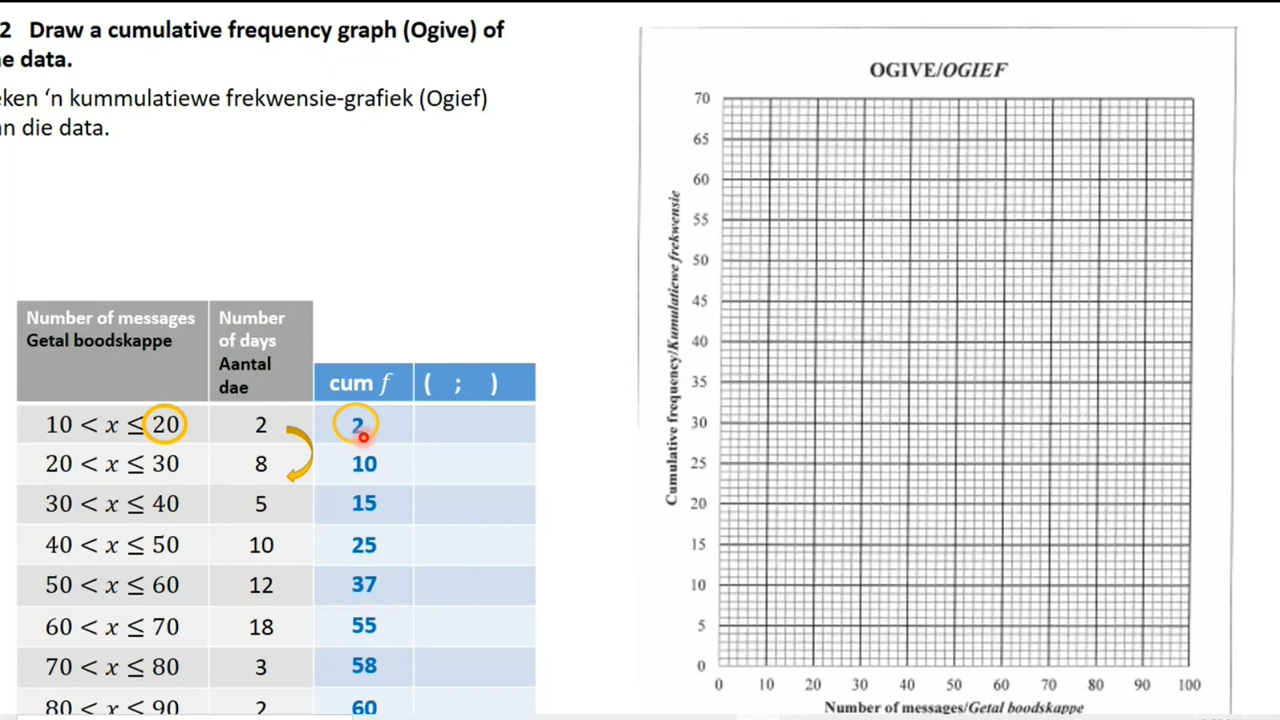 2 Draw a cumulative frequency graph (Ogive) of
e data.
eken ‘n kummulatiewe frekwensie-grafiek (Ogief)
n die data.
Number of messages
Getal boodskappe
Number
of days
Aantal
dae
cum f
( ; )
10 < x ≤ 20 2 2
20 < x ≤ 30 8 10
30 < x ≤ 40 5 15
40 < x ≤ 50 10 25
50 < x ≤ 60 12 37
60 < x ≤ 70 18 55
70 < x ≤ 80 3 58
80 < x ≤ 90 2 60
OGIVE/OGIEF
Cumulative frequency/Kumulatiewe frekwensie
70
65
60
55
50
45
40
35
30
25
20
15
10
5
0
0 10 20 30 40 50 60 70 80 90 100
Number of messages/Getal boodskappe